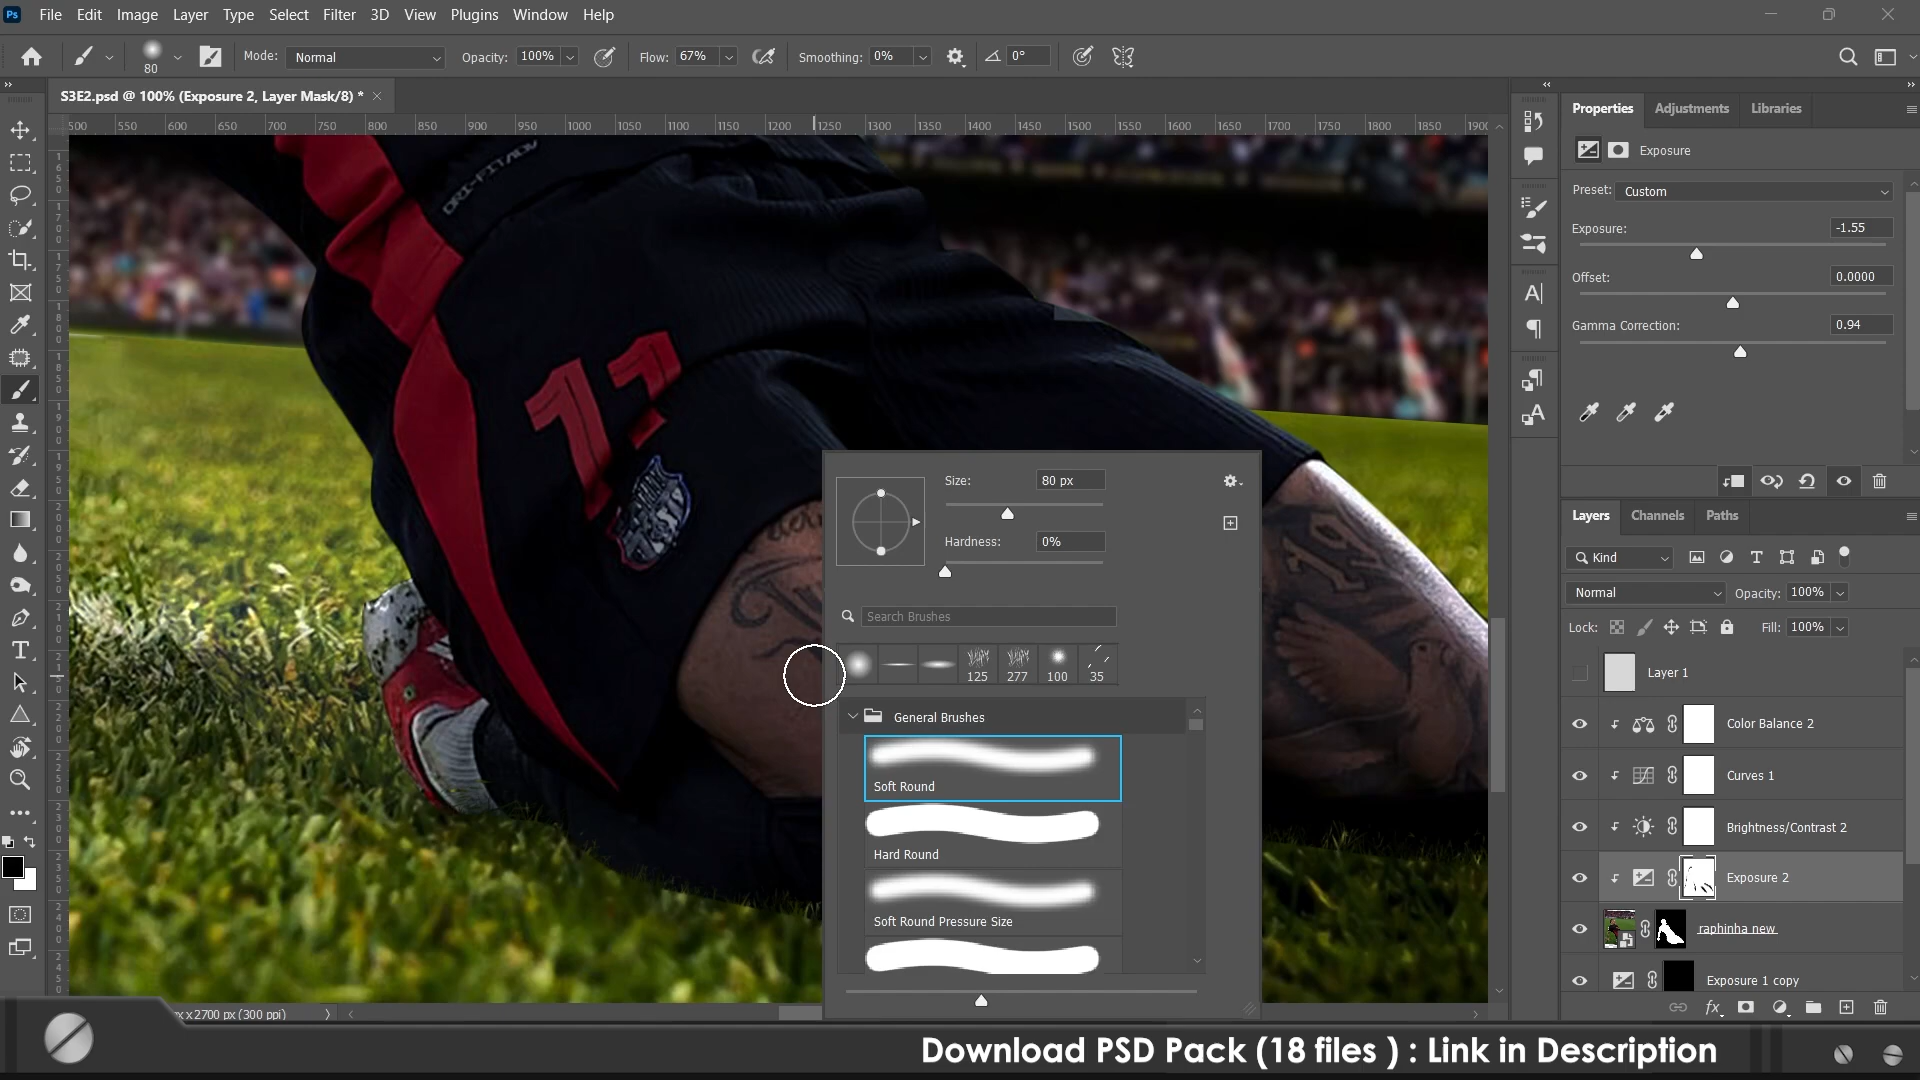 Ps File Edit Image Layer Type Select Filter 3D View Plugins Window Help
80 Mode: Normal Opacity: 100% Flow: 67% Smoothing: 0% 0°
S3E2.psd @ 100% (Exposure 2, Layer Mask/8) *
500 550 600 650 700 750 800 850 900 950 1000 1050 1100 1150 1200 1250 1300 1350 1400 1450 1500 1550 1600 1650 1700 1750 1800 1850 1900
DRI-FIT ADV
11
Size: 80 px
Hardness: 0%
Search Brushes
125 277 100 35
General Brushes
Soft Round
Hard Round
Soft Round Pressure Size
px x 2700 px (300 ppi)
Properties Adjustments Libraries
Exposure
Preset: Custom
Exposure: -1.55
Offset: 0.0000
Gamma Correction: 0.94
Layers Channels Paths
Kind
Normal Opacity: 100%
Lock: Fill: 100%
Layer 1
Color Balance 2
Curves 1
Brightness/Contrast 2
Exposure 2
raphinha new
Exposure 1 copy
fx
Download PSD Pack (18 files ) : Link in Description